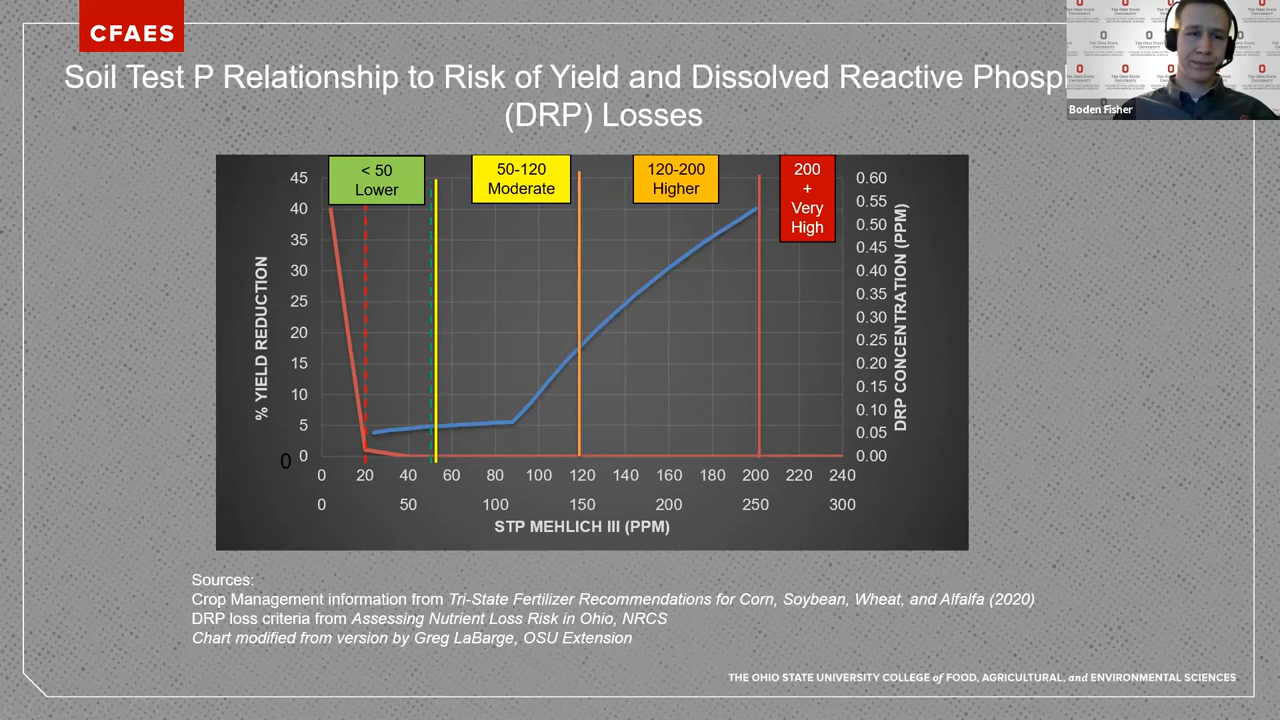 CFAES
Soil Test P Relationship to Risk of Yield and Dissolved Reactive Phosp
(DRP) Losses
Boden Fisher
< 50
Lower
50-120
Moderate
120-200
Higher
200
+
Very
High
% YIELD REDUCTION
45
40
35
30
25
20
15
10
5
0
0
0.60
0.55
0.50
0.45
0.40
0.35
0.30
0.25
0.20
0.15
0.10
0.05
0.00
DRP CONCENTRATION (PPM)
0 20 40 60 80 100 120 140 160 180 200 220 240
0 50 100 150 200 250 300
STP MEHLICH III (PPM)
Sources:
Crop Management information from Tri-State Fertilizer Recommendations for Corn, Soybean, Wheat, and Alfalfa (2020)
DRP loss criteria from Assessing Nutrient Loss Risk in Ohio, NRCS
Chart modified from version by Greg LaBarge, OSU Extension
THE OHIO STATE UNIVERSITY COLLEGE of FOOD, AGRICULTURAL, and ENVIRONMENTAL SCIENCES